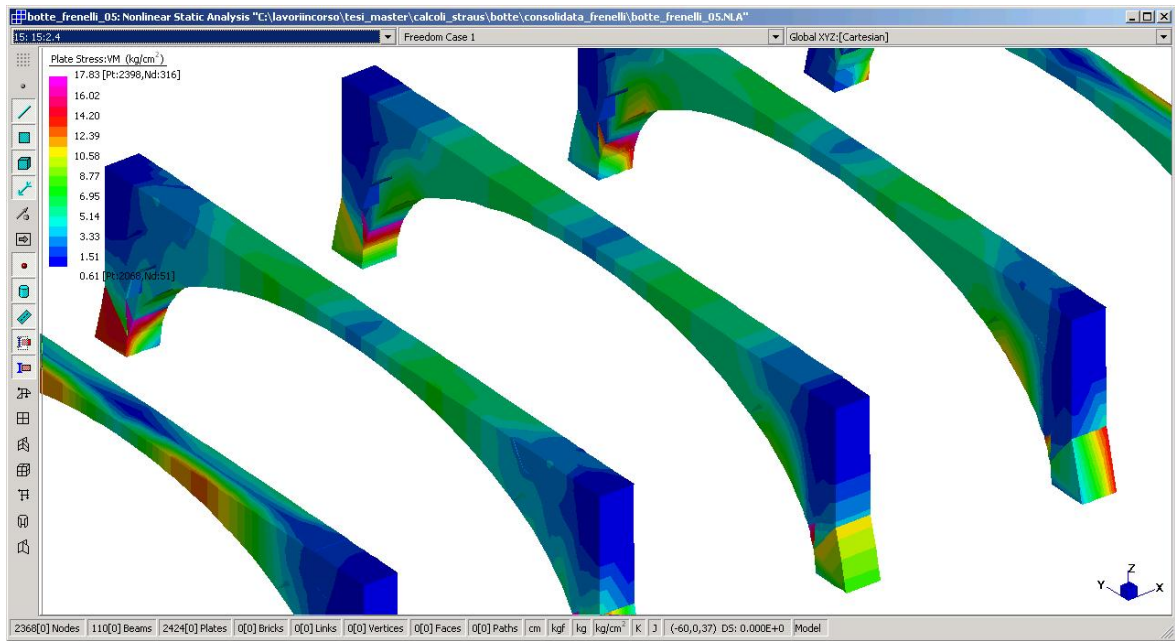 botte_frenelli_05: Nonlinear Static Analysis "C:\lavoriincorso\tesi_master\calcoli_straus\botte\consolidata_frenelli\botte_frenelli_05.NLA"
15: 15:2.4
Freedom Case 1
Global XYZ:[Cartesian]
Plate Stress:VM (kg/cm²)
17.83 [Pt:2398,Nd:316]
16.02
14.20
12.39
10.58
8.77
6.95
5.14
3.33
1.51
0.61 [Pt:2068,Nd:51]
Z
Y
X
2368[0] Nodes 110[0] Beams 2424[0] Plates 0[0] Bricks 0[0] Links 0[0] Vertices 0[0] Faces 0[0] Paths cm kgf kg kg/cm² K J (-60,0,37) DS: 0.000E+0 Model